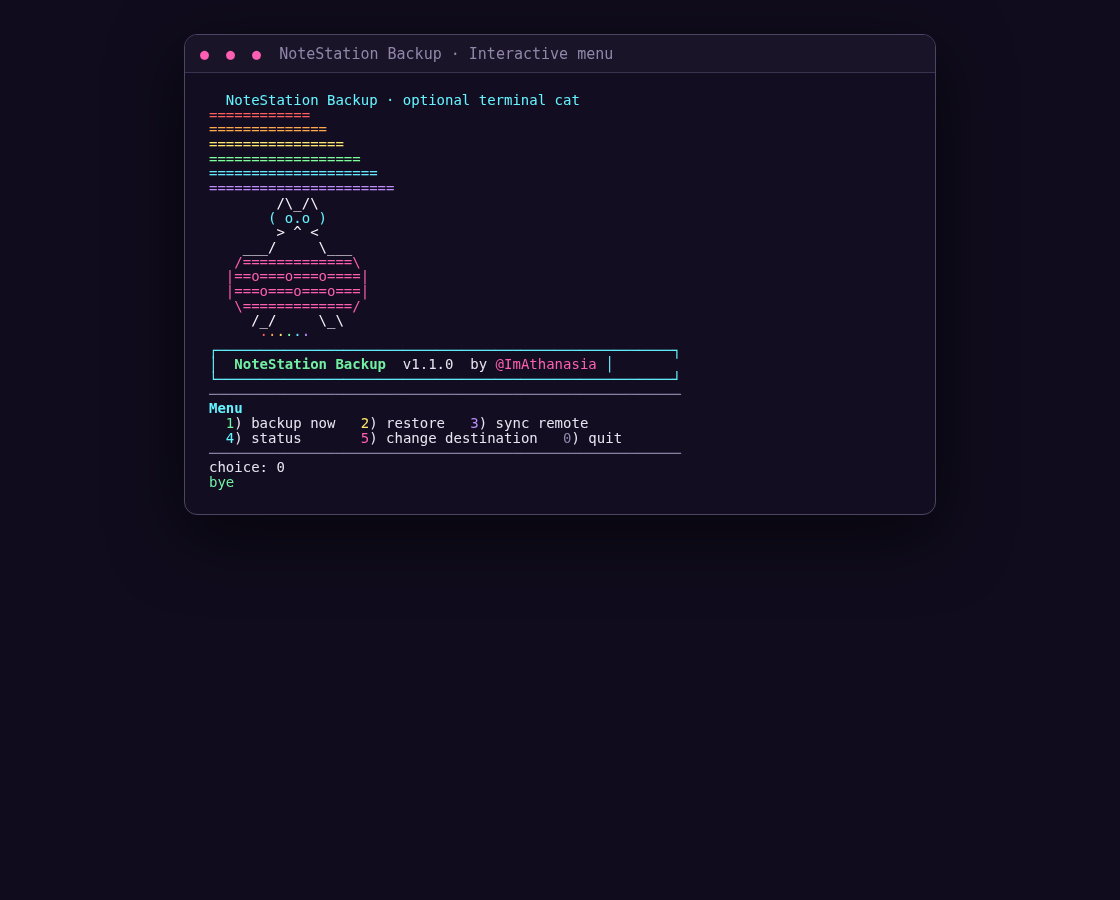 NoteStation Backup · Interactive menu
  NoteStation Backup · optional terminal cat
============
==============
================
==================
====================
======================
        /\_/\
       ( o.o )
        > ^ <
    ___/     \___
   /=============\
  |==o===o===o====|
  |===o===o===o===|
   \=============/
     /_/     \_\
      ······
┌──────────────────────────────────────────────────────┐
│  NoteStation Backup  v1.1.0  by @ImAthanasia │
└──────────────────────────────────────────────────────┘
────────────────────────────────────────────────────────
Menu
  1) backup now   2) restore   3) sync remote
  4) status       5) change destination   0) quit
────────────────────────────────────────────────────────
choice: 0
bye